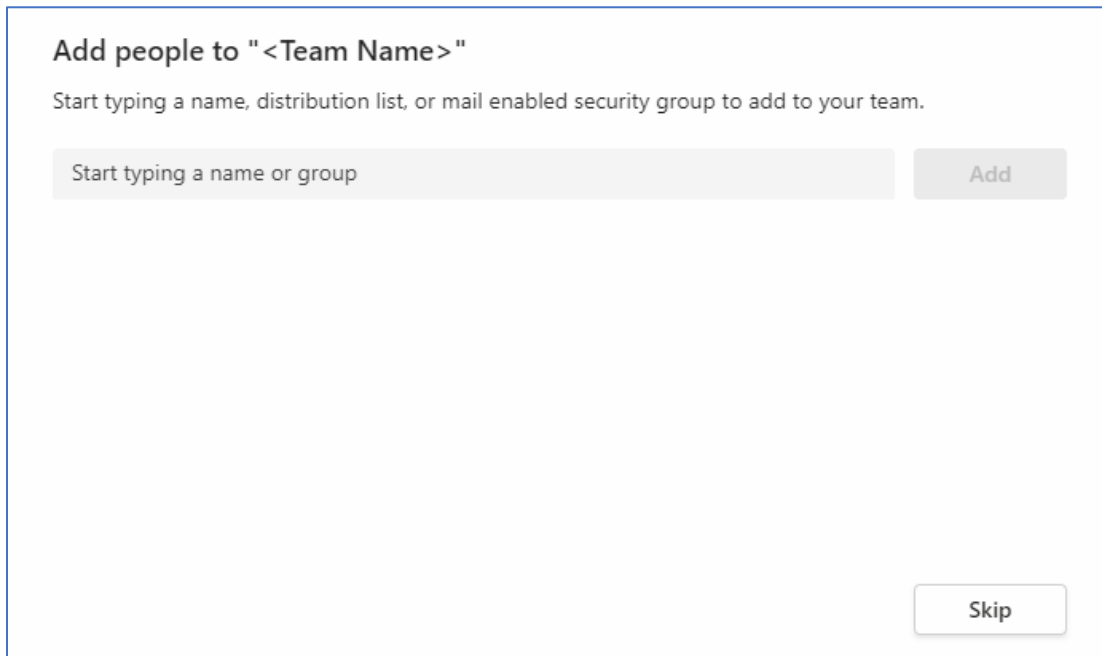 Add people to "<Team Name>"
Start typing a name, distribution list, or mail enabled security group to add to your team.
Start typing a name or group
Add
Skip